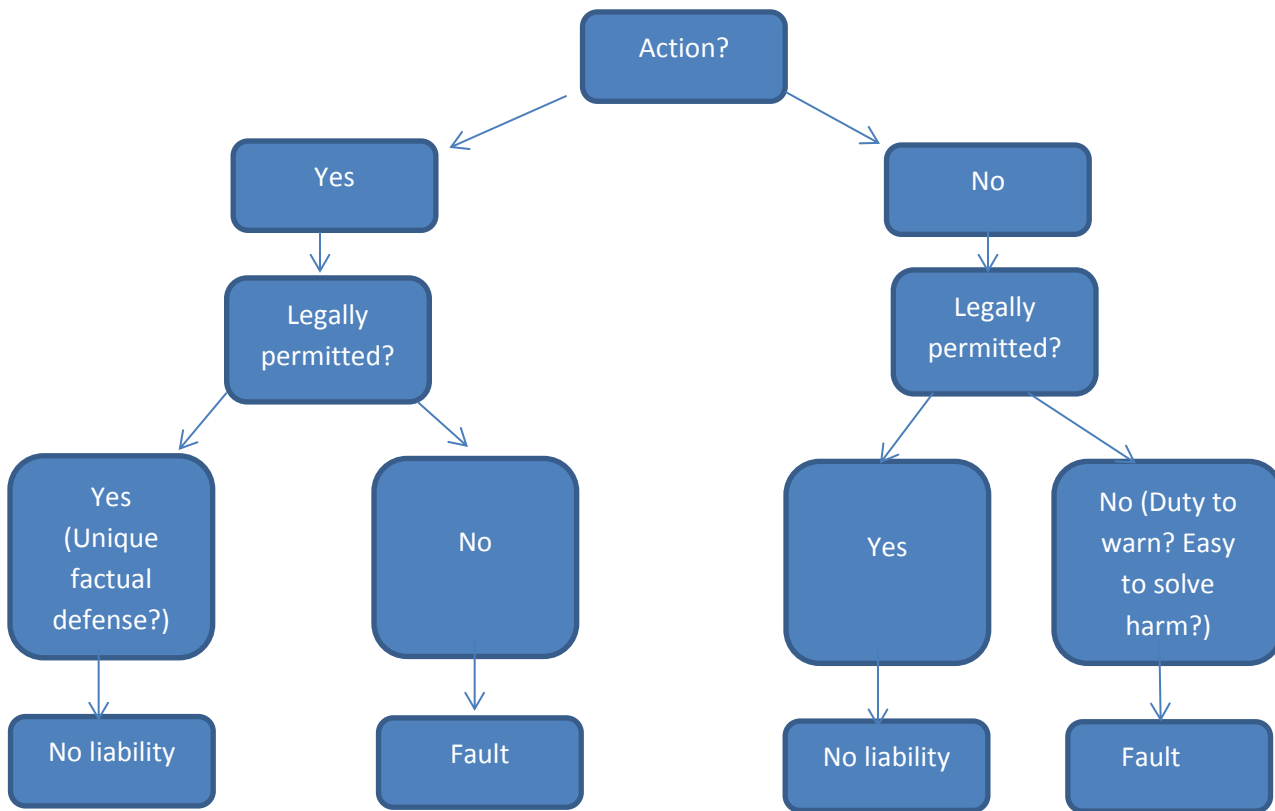 Action?
Yes
No
Legally
permitted?
Legally
permitted?
Yes
(Unique
factual
defense?)
No
Yes
No (Duty to
warn? Easy
to solve
harm?)
No liability
Fault
No liability
Fault